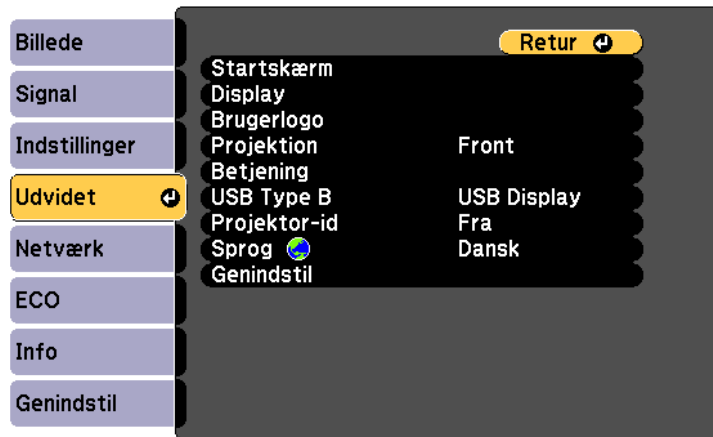 Billede
Signal
Indstillinger
Udvidet
Netværk
ECO
Info
Genindstil
Retur
Startskærm
Display
Brugerlogo
Projektion Front
Betjening
USB Type B USB Display
Projektor-id Fra
Sprog Dansk
Genindstil